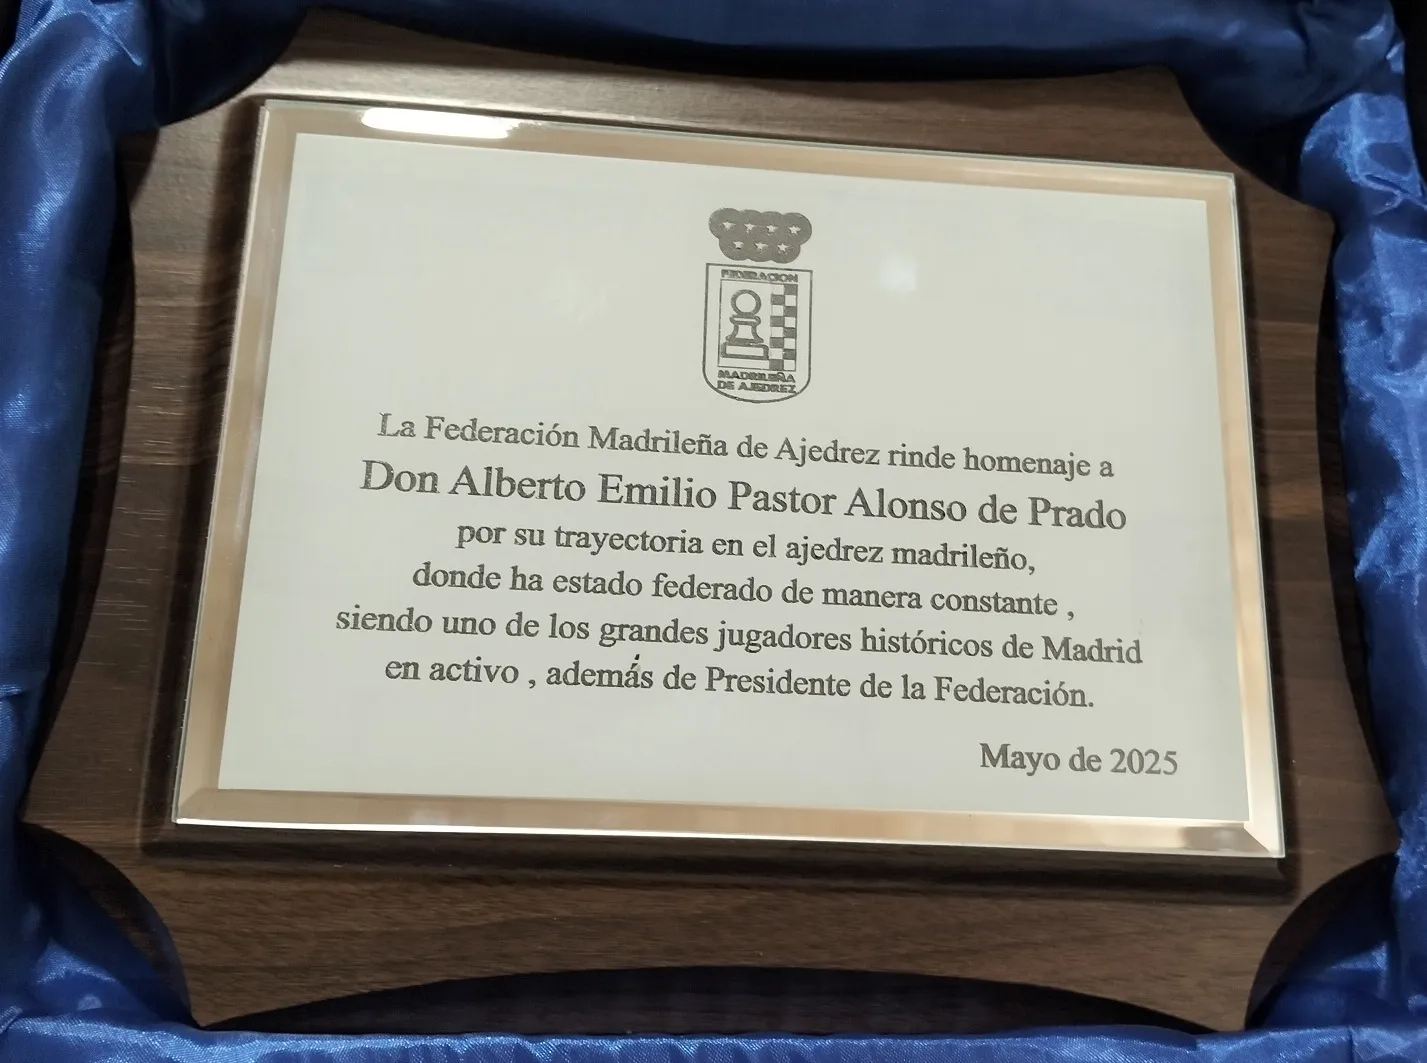 FEDERACION
MADRILEÑA
DE AJEDREZ
La Federación Madrileña de Ajedrez rinde homenaje a
Don Alberto Emilio Pastor Alonso de Prado
por su trayectoria en el ajedrez madrileño,
donde ha estado federado de manera constante ,
siendo uno de los grandes jugadores históricos de Madrid
en activo , además de Presidente de la Federación.
Mayo de 2025